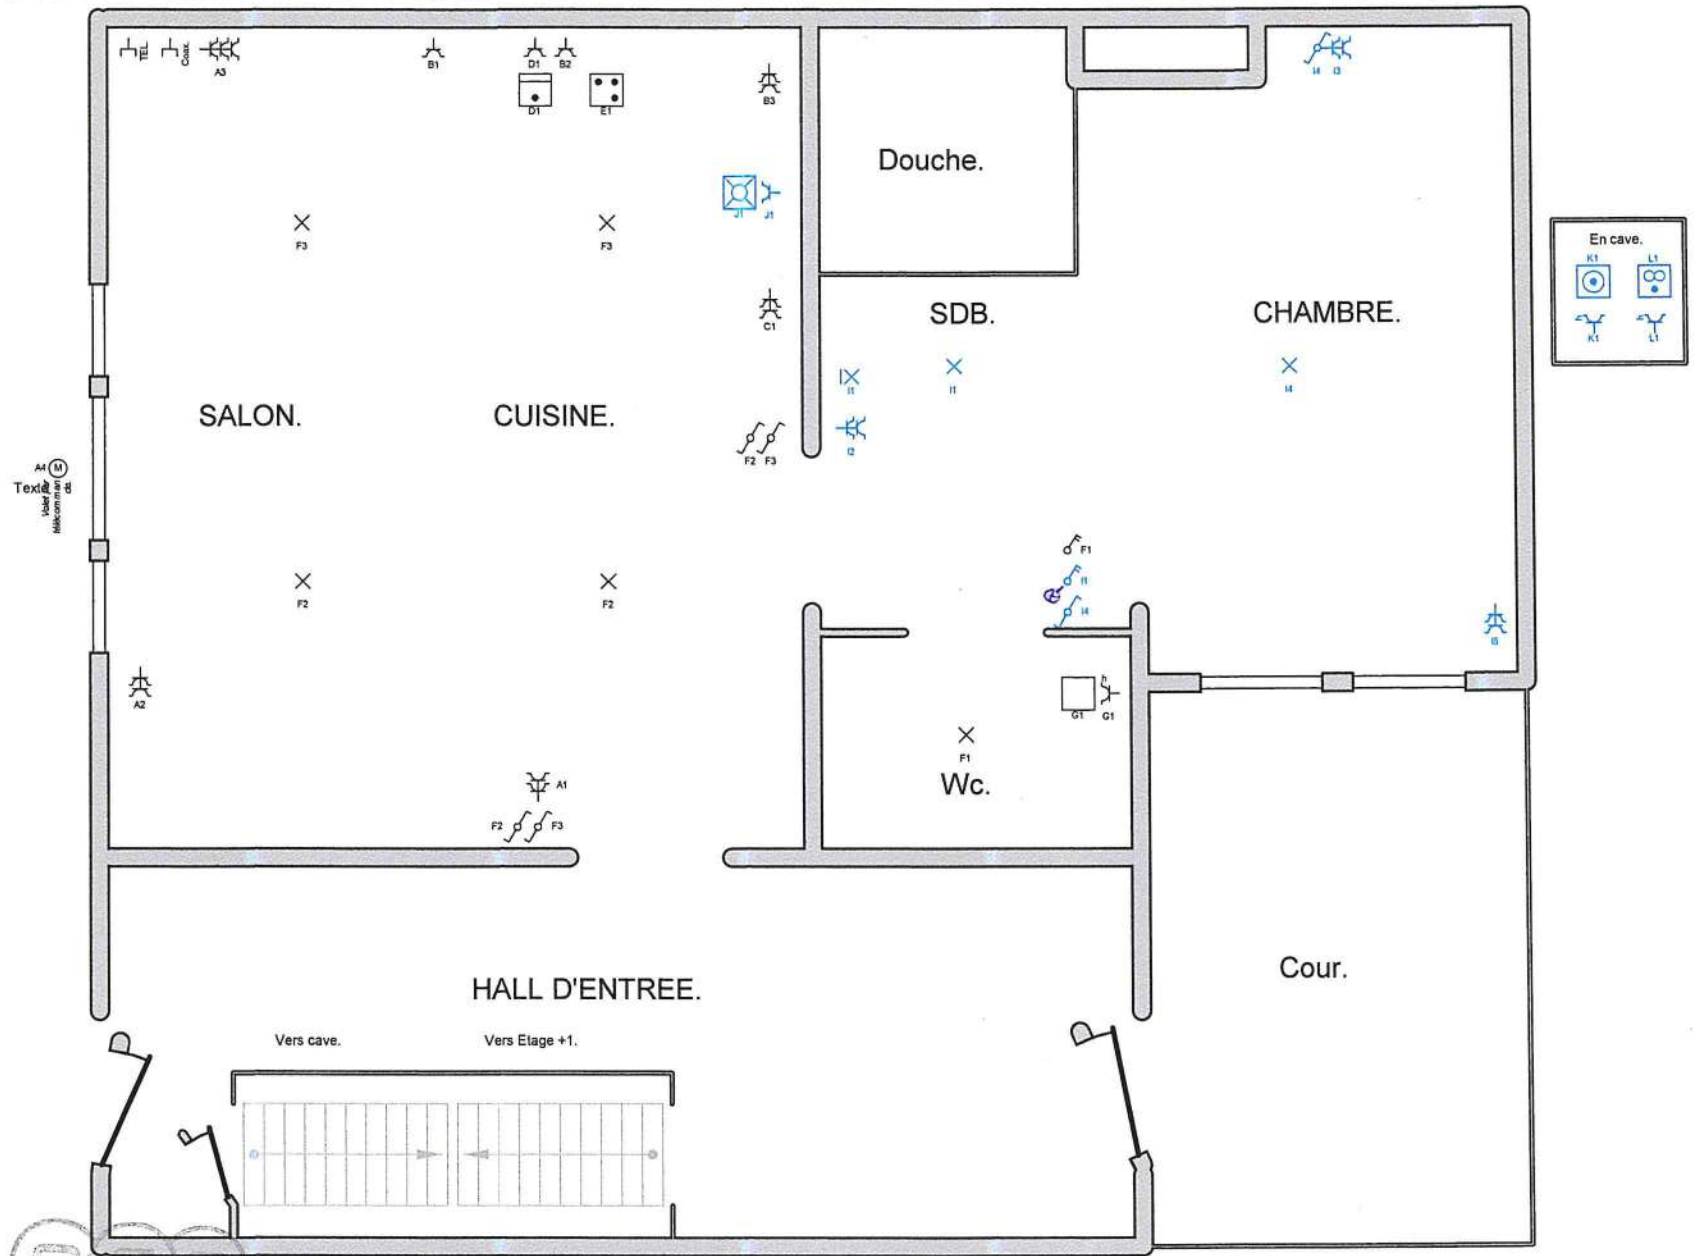 TEL
Coax.
A3
B1
D1
B2
I4
I3
B3
D1
E1
Douche.
J1
J1
F3
F3
En cave.
K1
L1
K1
L1
C1
SDB.
CHAMBRE.
I1
I1
I4
SALON.
CUISINE.
F2
F3
I2
A4
M
Volet par
télécomman
de.
F1
I1
I4
F2
F2
I5
A2
h
G1
G1
F1
Wc.
A1
F2
F3
HALL D'ENTREE.
Cour.
Vers cave.
Vers Etage +1.